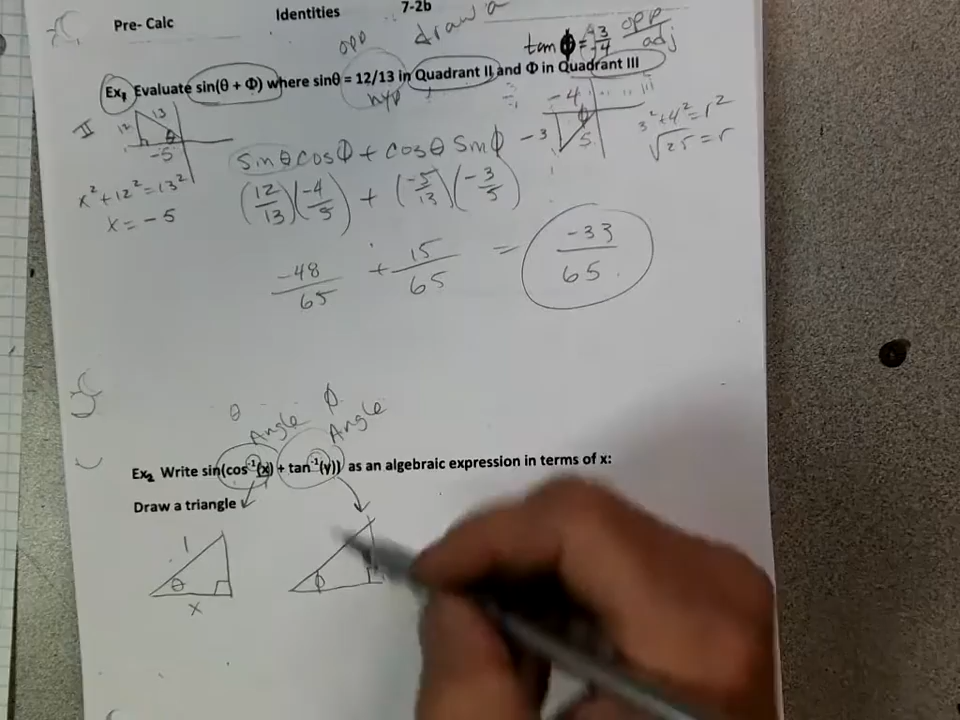 Pre- Calc Identities 7-2b
draw a
opp
tan Φ = -3/-4 opp/adj
Ex₁ Evaluate sin(θ + Φ) where sinθ = 12/13 in Quadrant II and Φ in Quadrant III
hyp
II 12 13 θ -5
-4 Φ -3 5
3² + 4² = r²
√25 = r
sinθ cosΦ + cosθ sinΦ
x² + 12² = 13²
x = -5
(12/13)(-4/5) + (-5/13)(-3/5)
-48/65 + 15/65 = -33/65
θ Φ
Angle Angle
Ex₂ Write sin(cos⁻¹(x) + tan⁻¹(y)) as an algebraic expression in terms of x:
Draw a triangle
1 θ x
Φ